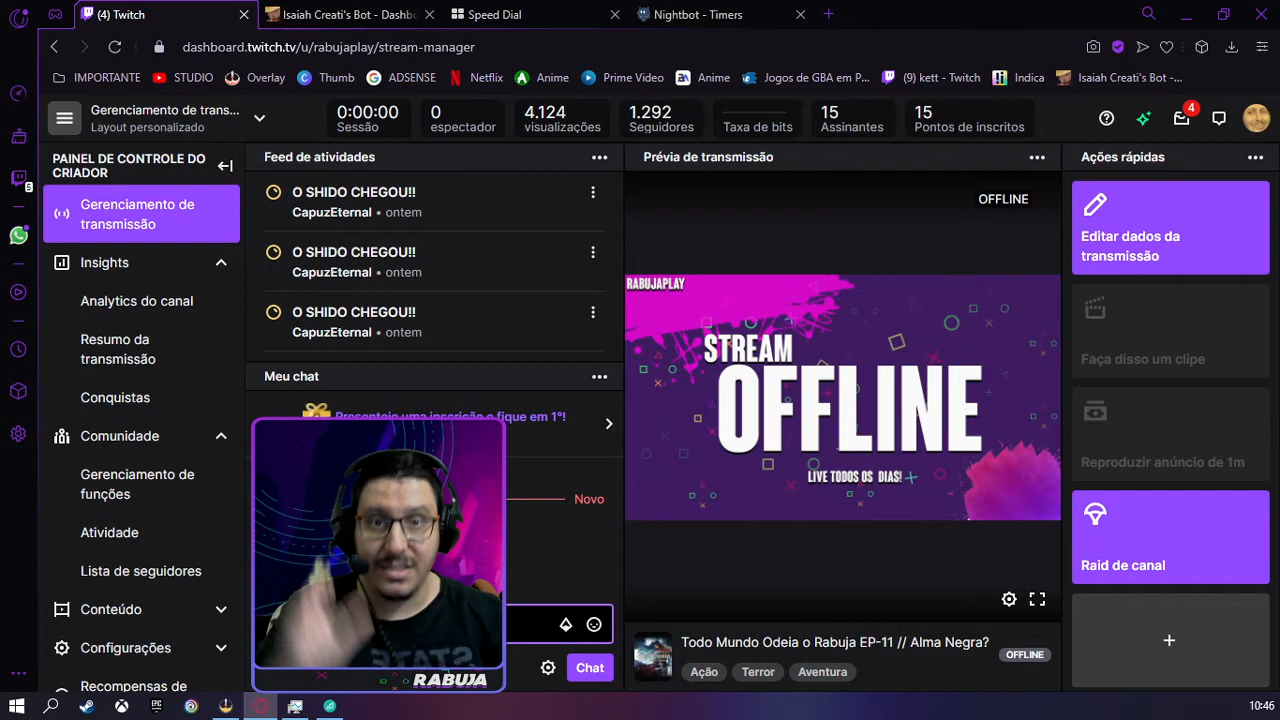 (4) Twitch
Isaiah Creati's Bot - Dashbo
Speed Dial
Nightbot - Timers
dashboard.twitch.tv/u/rabujaplay/stream-manager
IMPORTANTE
STUDIO
Overlay
Thumb
ADSENSE
Netflix
Anime
Prime Video
Anime
Jogos de GBA em P...
(9) kett - Twitch
Indica
Isaiah Creati's Bot -...
Gerenciamento de trans...
Layout personalizado
0:00:00
Sessão
0
espectador
4.124
visualizações
1.292
Seguidores
Taxa de bits
15
Assinantes
15
Pontos de inscritos
4
PAINEL DE CONTROLE DO
CRIADOR
Gerenciamento de
transmissão
Insights
Analytics do canal
Resumo da
transmissão
Conquistas
Comunidade
Gerenciamento de
funções
Atividade
Lista de seguidores
Conteúdo
Configurações
Recompensas de
5
Feed de atividades
O SHIDO CHEGOU!!
CapuzEternal • ontem
O SHIDO CHEGOU!!
CapuzEternal • ontem
O SHIDO CHEGOU!!
CapuzEternal • ontem
Meu chat
Presenteie uma inscrição e fique em 1º!
Novo
Chat
STATE
RABUJA
Prévia de transmissão
OFFLINE
RABUJAPLAY
STREAM
OFFLINE
LIVE TODOS OS DIAS!
Todo Mundo Odeia o Rabuja EP-11 // Alma Negra?
OFFLINE
Ação
Terror
Aventura
Ações rápidas
Editar dados da
transmissão
Faça disso um clipe
Reproduzir anúncio de 1m
Raid de canal
EPIC
10:46